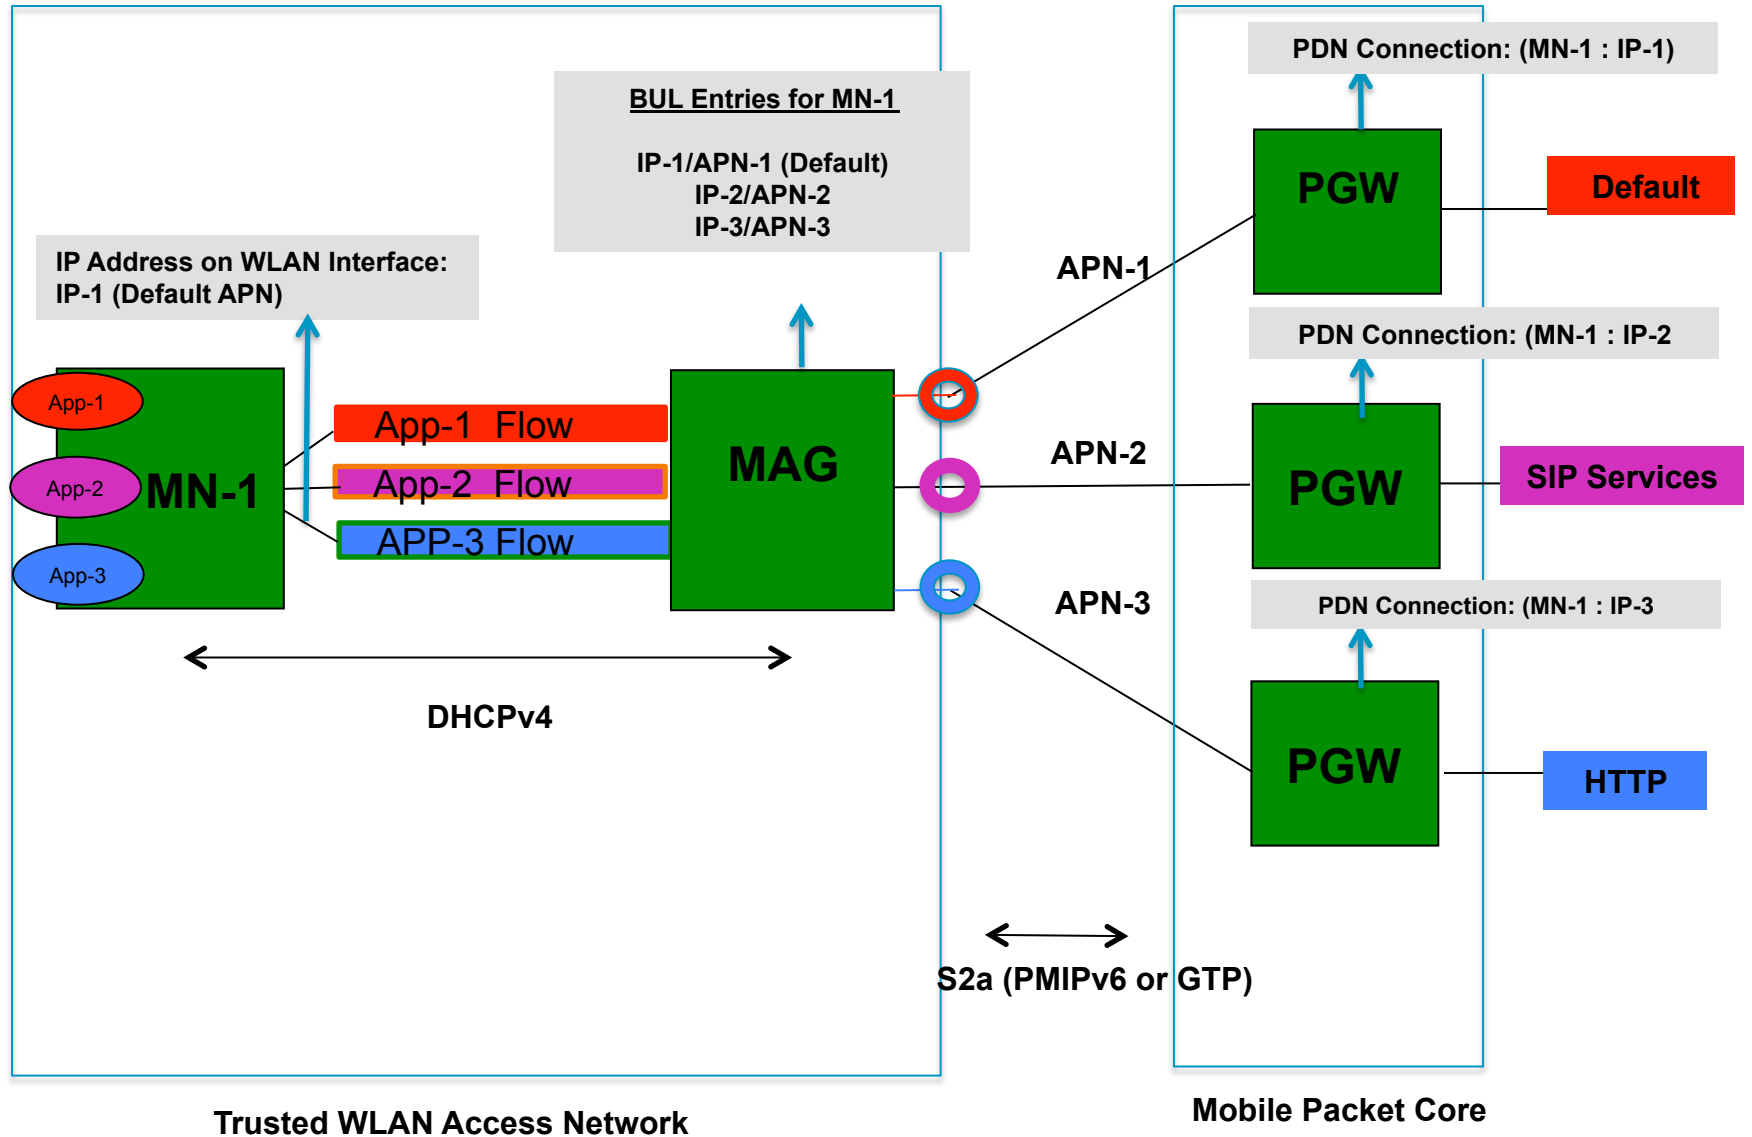 PDN Connection: (MN-1 : IP-1)
BUL Entries for MN-1
IP-1/APN-1 (Default)
IP-2/APN-2
IP-3/APN-3
PGW
Default
IP Address on WLAN Interface:
IP-1 (Default APN)
APN-1
PDN Connection: (MN-1 : IP-2
App-1
App-1 Flow
MAG
APN-2
App-2
MN-1
App-2 Flow
PGW
SIP Services
APP-3 Flow
App-3
APN-3
PDN Connection: (MN-1 : IP-3
DHCPv4
PGW
HTTP
S2a (PMIPv6 or GTP)
Trusted WLAN Access Network
Mobile Packet Core